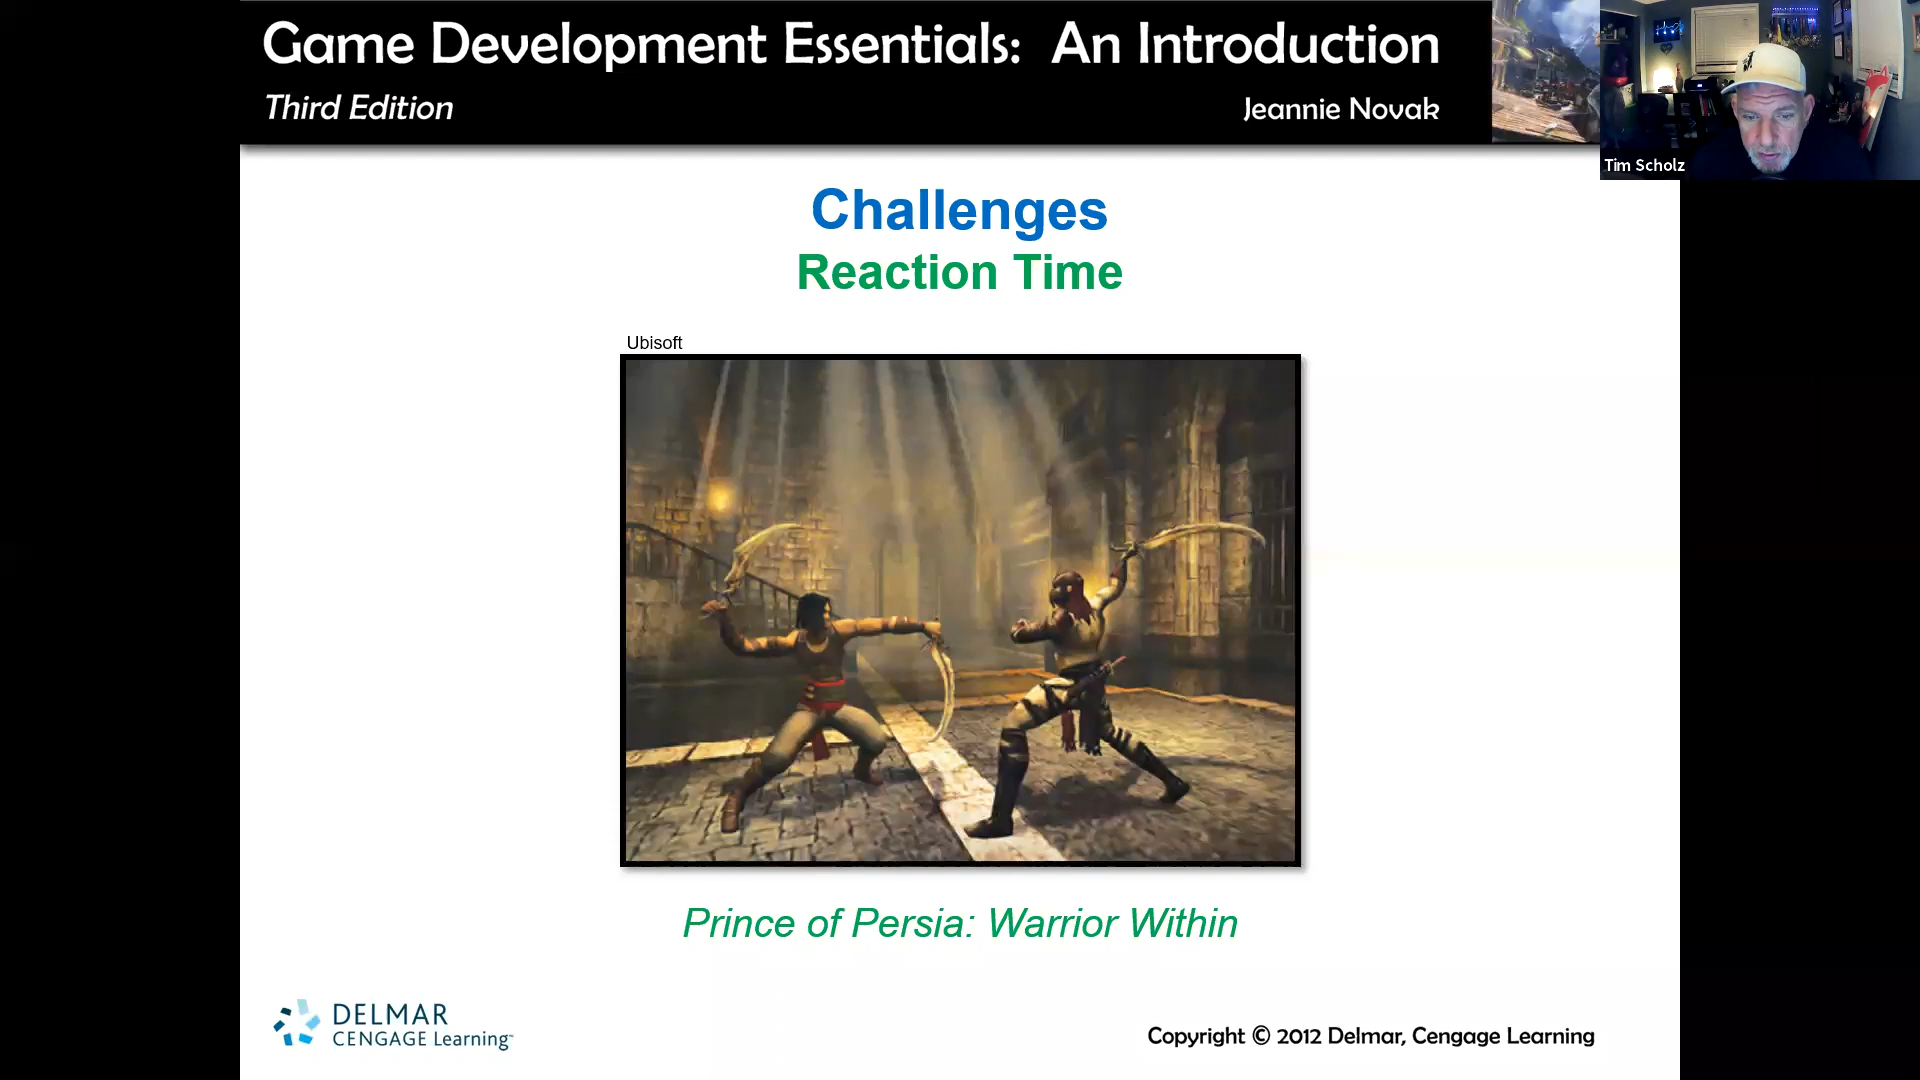 Game Development Essentials: An Introduction
Third Edition
Jeannie Novak
Tim Scholz
Challenges
Reaction Time
Ubisoft
Prince of Persia: Warrior Within
DELMAR
CENGAGE Learning™
Copyright © 2012 Delmar, Cengage Learning